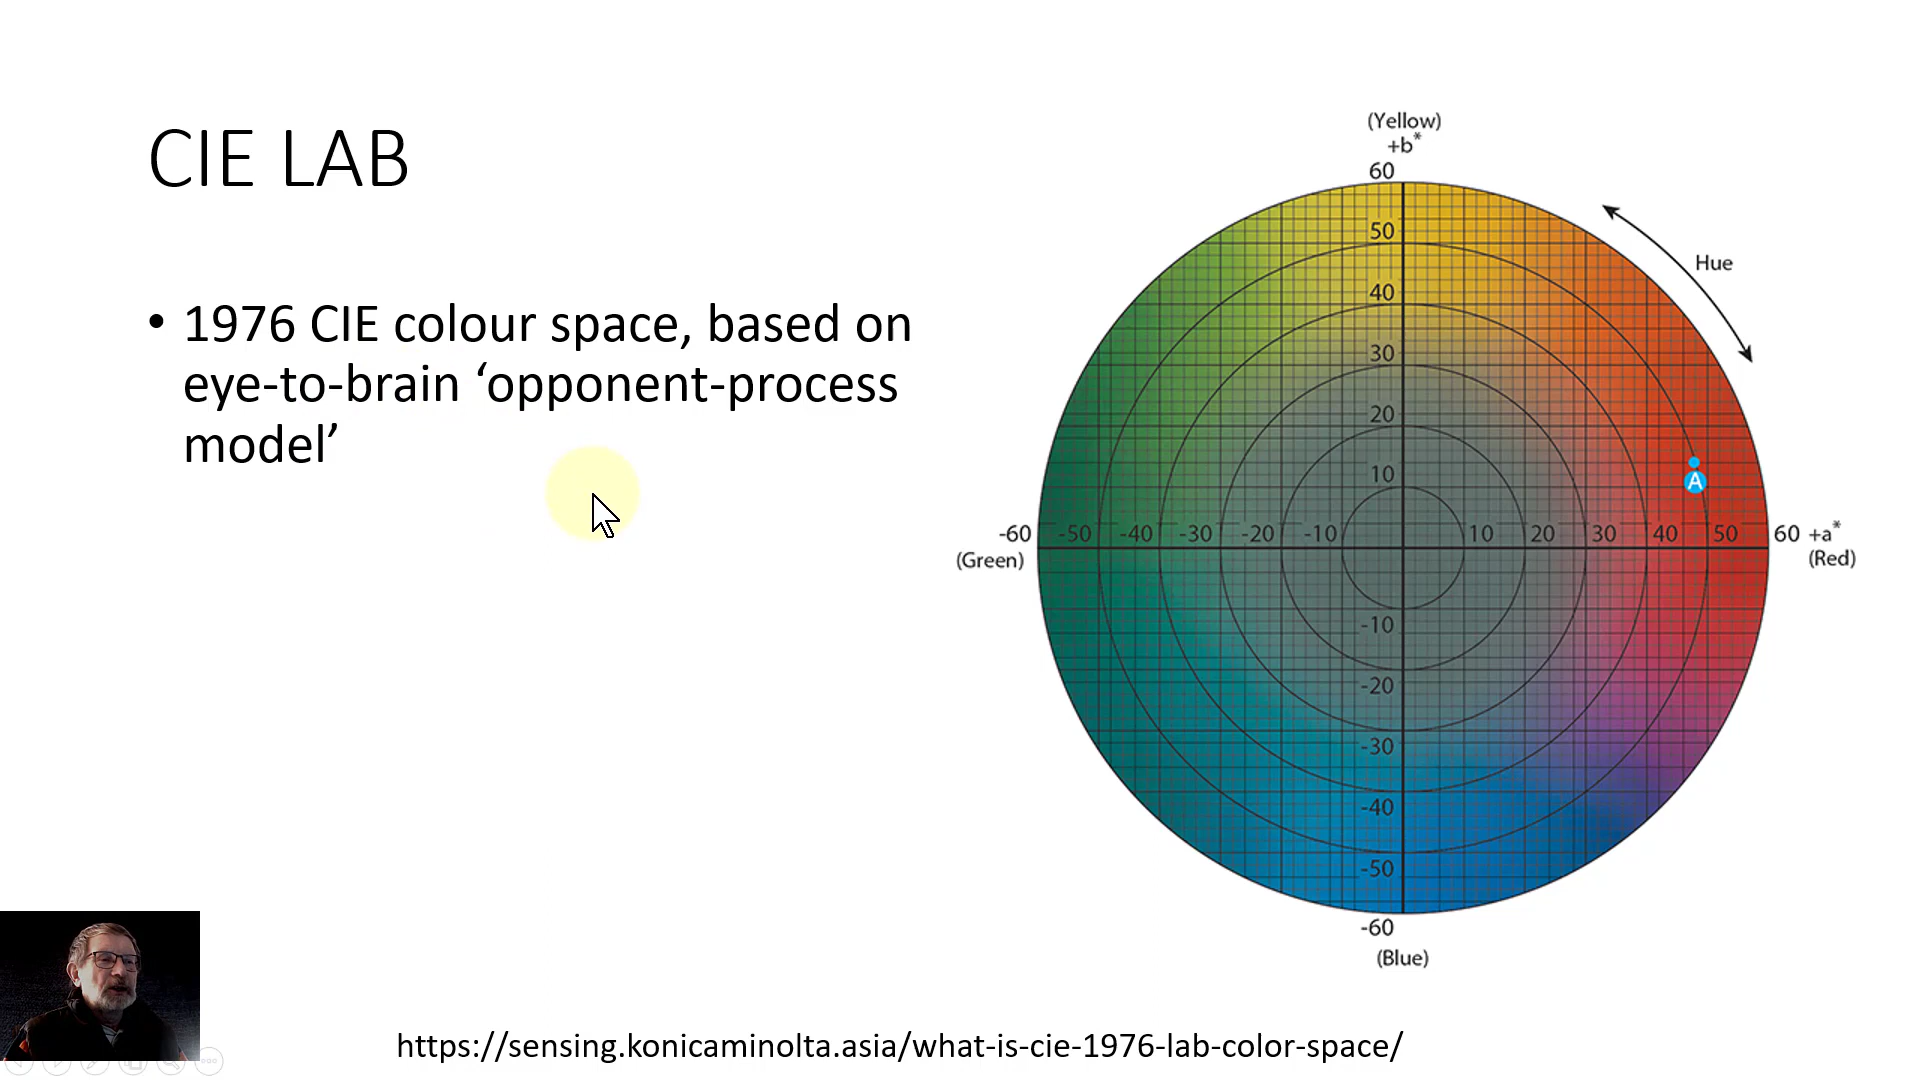 CIE LAB
• 1976 CIE colour space, based on
eye-to-brain ‘opponent-process
model’
(Yellow)
+b*
60
50
40
30
20
10
Hue
A
-60 -50 -40 -30 -20 -10 10 20 30 40 50 60 +a*
(Green) (Red)
-10
-20
-30
-40
-50
-60
(Blue)
https://sensing.konicaminolta.asia/what-is-cie-1976-lab-color-space/